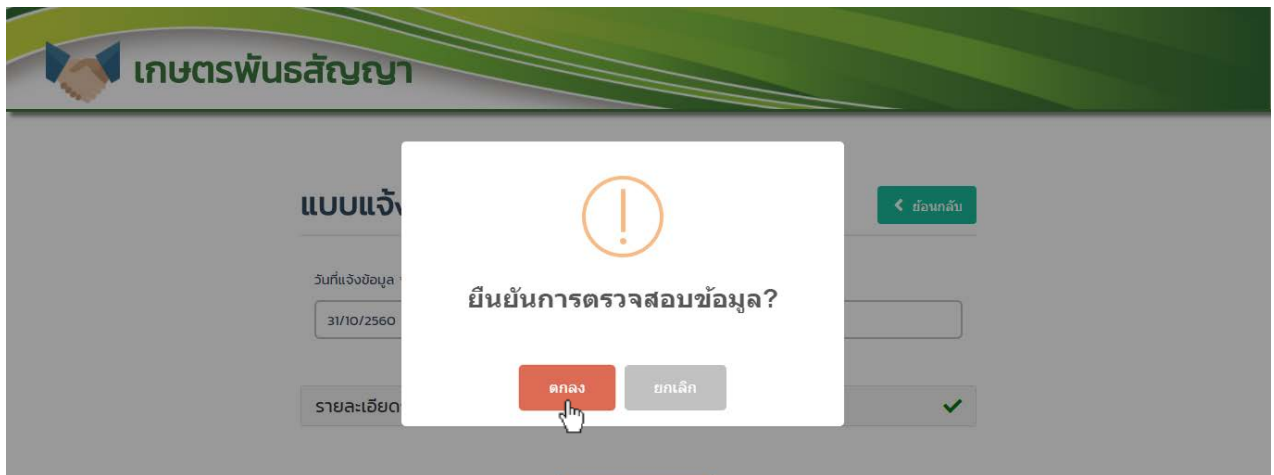 เกษตรพันธสัญญา
แบบแจ้ง
ย้อนกลับ
วันที่แจ้งข้อมูล
31/10/2560
ยืนยันการตรวจสอบข้อมูล?
ตกลง
ยกเลิก
รายละเอียด